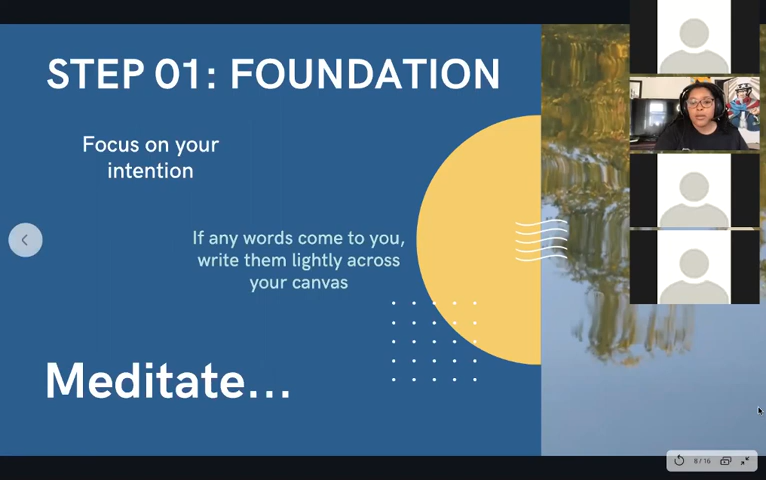 STEP 01: FOUNDATION
Focus on your
intention
If any words come to you,
write them lightly across
your canvas
Meditate...
8 / 16